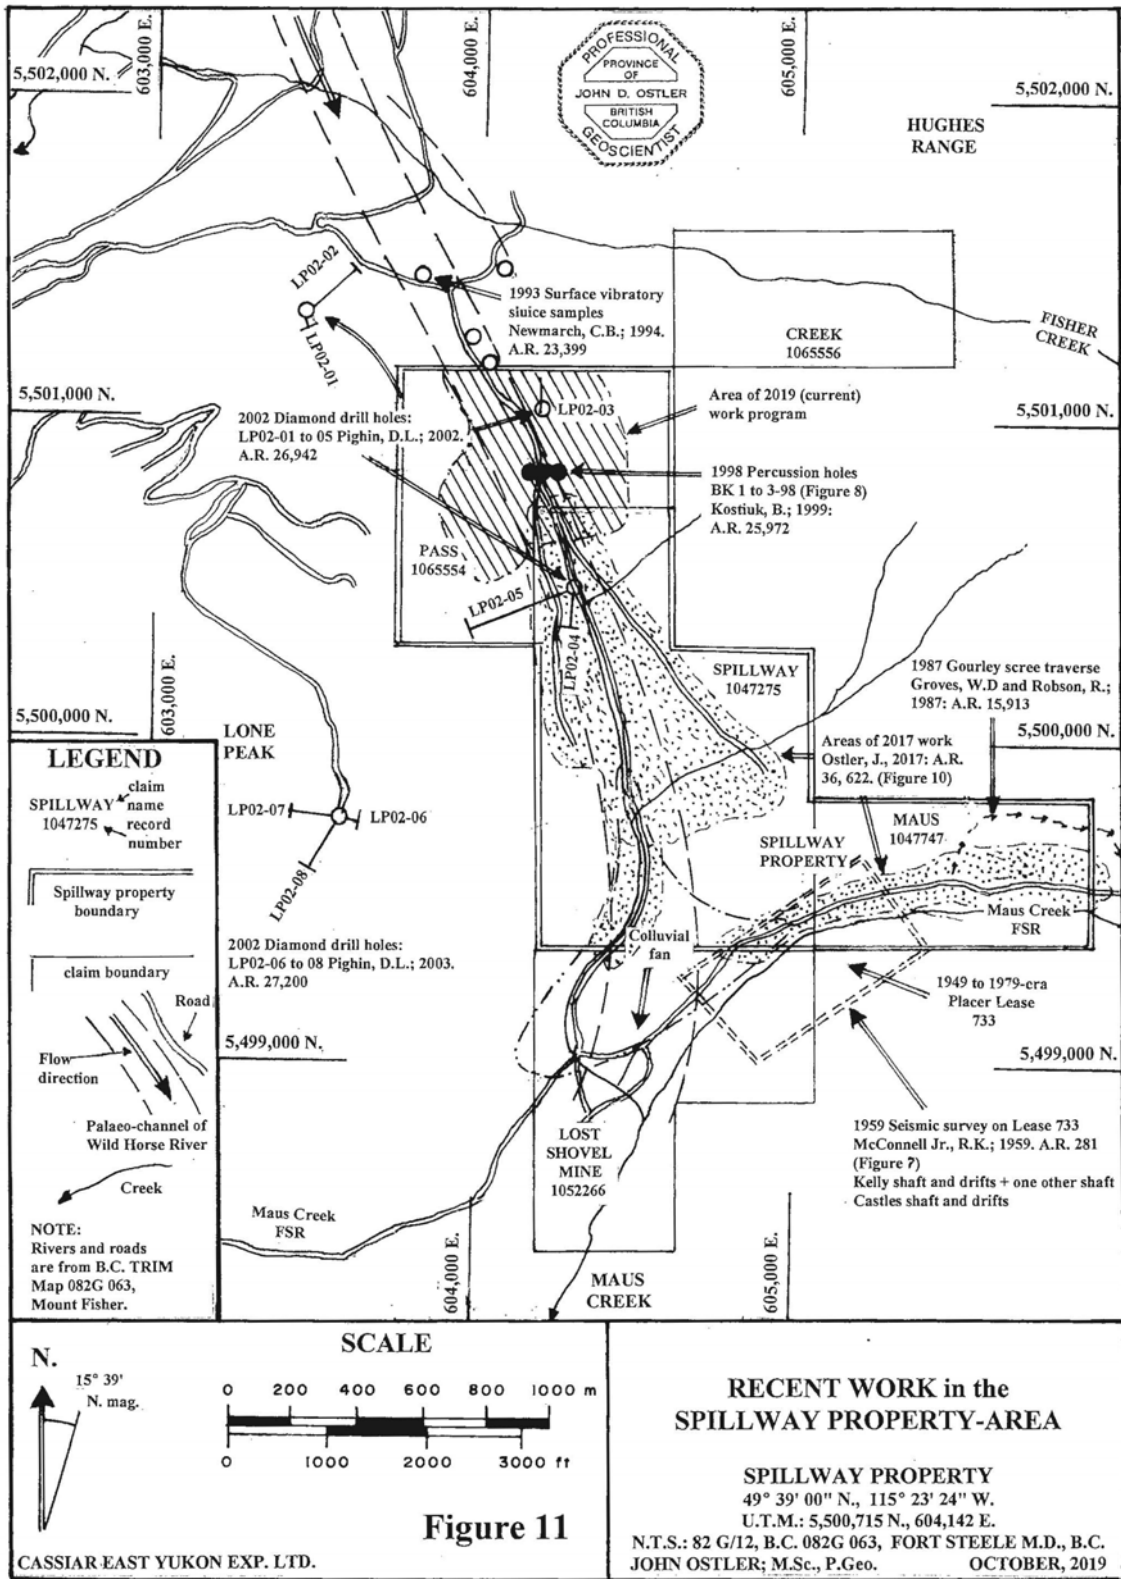 603,000 E.
604,000 E.
605,000 E.
5,502,000 N.
PROFESSIONAL
PROVINCE
OF
JOHN D. OSTLER
BRITISH
COLUMBIA
GEOSCIENTIST
5,502,000 N.
HUGHES
RANGE
LP02-02
LP02-01
1993 Surface vibratory
sluice samples
Newmarch, C.B.; 1994.
A.R. 23,399
CREEK
1065556
FISHER
CREEK
5,501,000 N.
5,501,000 N.
2002 Diamond drill holes:
LP02-01 to 05 Pighin, D.L.; 2002.
A.R. 26,942
LP02-03
Area of 2019 (current)
work program
1998 Percussion holes
BK 1 to 3-98 (Figure 8)
Kostiuk, B.; 1999:
A.R. 25,972
PASS
1065554
LP02-05
LP02-04
SPILLWAY
1047275
1987 Gourley scree traverse
Groves, W.D and Robson, R.;
1987: A.R. 15,913
603,000 E.
5,500,000 N.
5,500,000 N.
LONE
PEAK
Areas of 2017 work
Ostler, J., 2017: A.R.
36, 622. (Figure 10)
LP02-07
LP02-06
LP02-08
MAUS
1047747
SPILLWAY
PROPERTY
Maus Creek
FSR
Colluvial
fan
2002 Diamond drill holes:
LP02-06 to 08 Pighin, D.L.; 2003.
A.R. 27,200
1949 to 1979-era
Placer Lease
733
5,499,000 N.
5,499,000 N.
1959 Seismic survey on Lease 733
McConnell Jr., R.K.; 1959. A.R. 281
(Figure 7)
Kelly shaft and drifts + one other shaft
Castles shaft and drifts
LOST
SHOVEL
MINE
1052266
Maus Creek
FSR
604,000 E.
605,000 E.
MAUS
CREEK
LEGEND
SPILLWAY
1047275
claim
name
record
number
Spillway property
boundary
claim boundary
Road
Flow
direction
Palaeo-channel of
Wild Horse River
Creek
NOTE:
Rivers and roads
are from B.C. TRIM
Map 082G 063,
Mount Fisher.
N.
15° 39'
N. mag.
SCALE
0 200 400 600 800 1000 m
0 1000 2000 3000 ft
Figure 11
CASSIAR EAST YUKON EXP. LTD.
RECENT WORK in the
SPILLWAY PROPERTY-AREA
SPILLWAY PROPERTY
49° 39' 00" N., 115° 23' 24" W.
U.T.M.: 5,500,715 N., 604,142 E.
N.T.S.: 82 G/12, B.C. 082G 063, FORT STEELE M.D., B.C.
JOHN OSTLER; M.Sc., P.Geo. OCTOBER, 2019